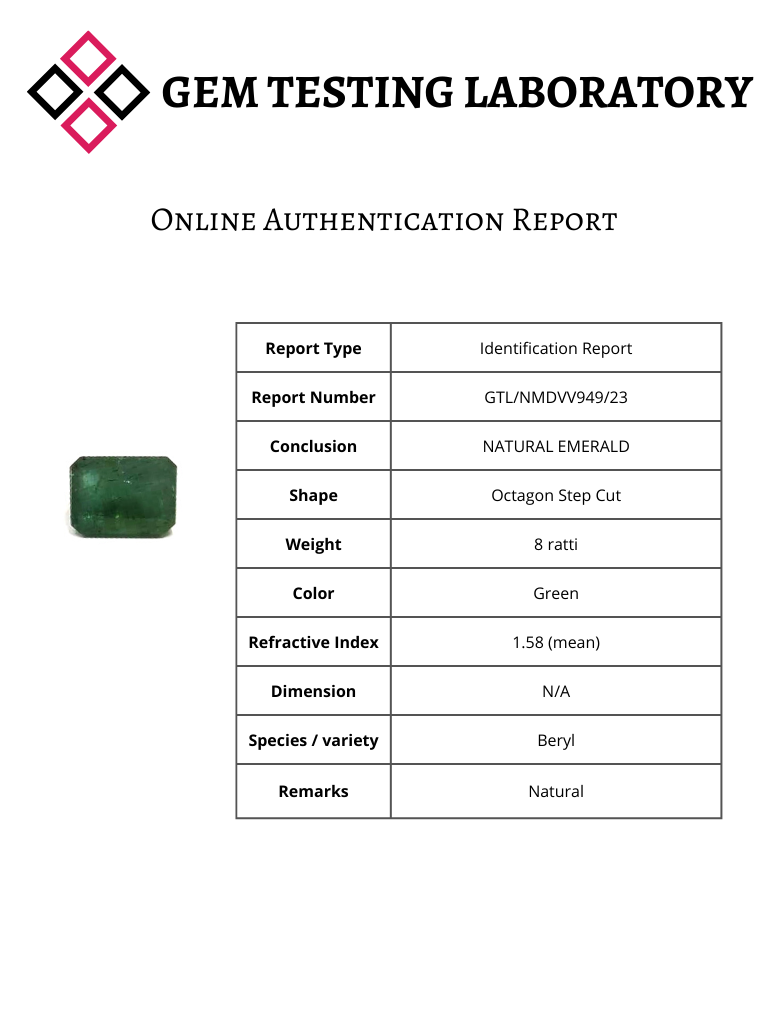 GEM TESTING LABORATORY
Online Authentication Report
Report Type Identification Report
Report Number GTL/NMDVV949/23
Conclusion NATURAL EMERALD
Shape Octagon Step Cut
Weight 8 ratti
Color Green
Refractive Index 1.58 (mean)
Dimension N/A
Species / variety Beryl
Remarks Natural